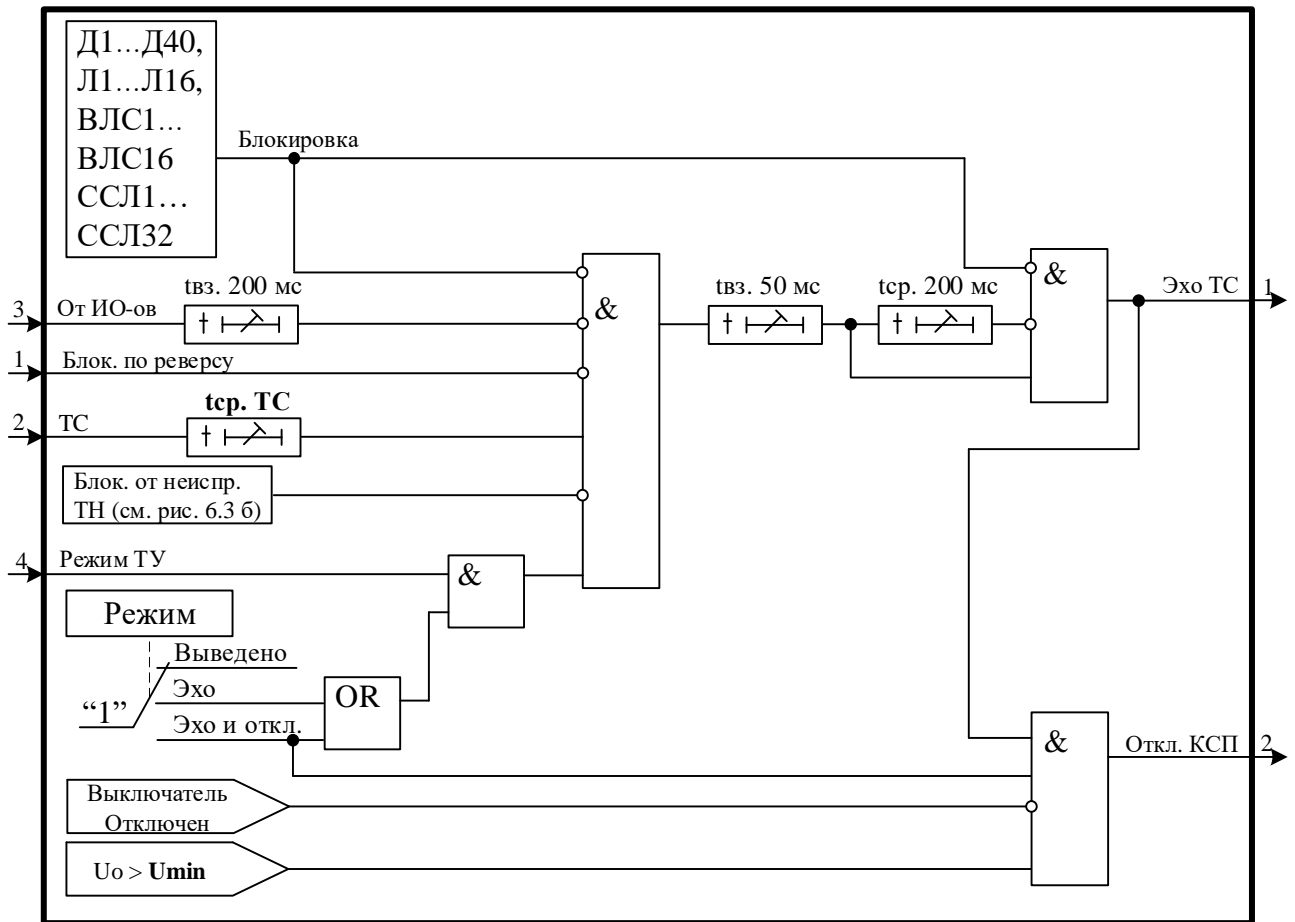 Д1...Д40,
Л1...Л16,
ВЛС1...
ВЛС16
ССЛ1...
ССЛ32
Блокировка
tвз. 200 мс
3
От ИО-ов
&
tвз. 50 мс
tср. 200 мс
&
Эхо ТС
1
1
Блок. по реверсу
tср. ТС
2
ТС
Блок. от неиспр.
ТН (см. рис. 6.3 б)
4
Режим ТУ
&
Режим
Выведено
Эхо
“1”
OR
Эхо и откл.
&
Откл. КСП
2
Выключатель
Отключен
Uo > Umin